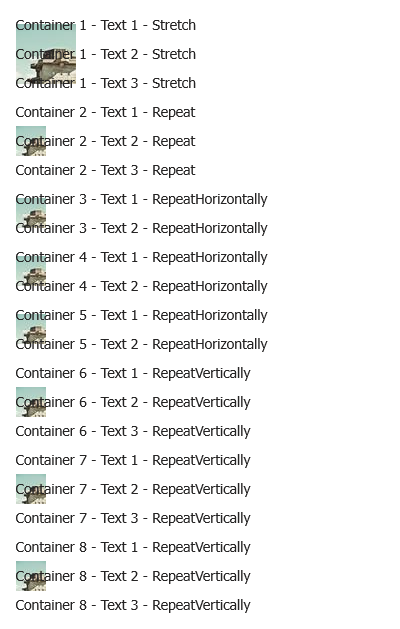 Container 1 - Text 1 - Stretch
Container 1 - Text 2 - Stretch
Container 1 - Text 3 - Stretch
Container 2 - Text 1 - Repeat
Container 2 - Text 2 - Repeat
Container 2 - Text 3 - Repeat
Container 3 - Text 1 - RepeatHorizontally
Container 3 - Text 2 - RepeatHorizontally
Container 4 - Text 1 - RepeatHorizontally
Container 4 - Text 2 - RepeatHorizontally
Container 5 - Text 1 - RepeatHorizontally
Container 5 - Text 2 - RepeatHorizontally
Container 6 - Text 1 - RepeatVertically
Container 6 - Text 2 - RepeatVertically
Container 6 - Text 3 - RepeatVertically
Container 7 - Text 1 - RepeatVertically
Container 7 - Text 2 - RepeatVertically
Container 7 - Text 3 - RepeatVertically
Container 8 - Text 1 - RepeatVertically
Container 8 - Text 2 - RepeatVertically
Container 8 - Text 3 - RepeatVertically